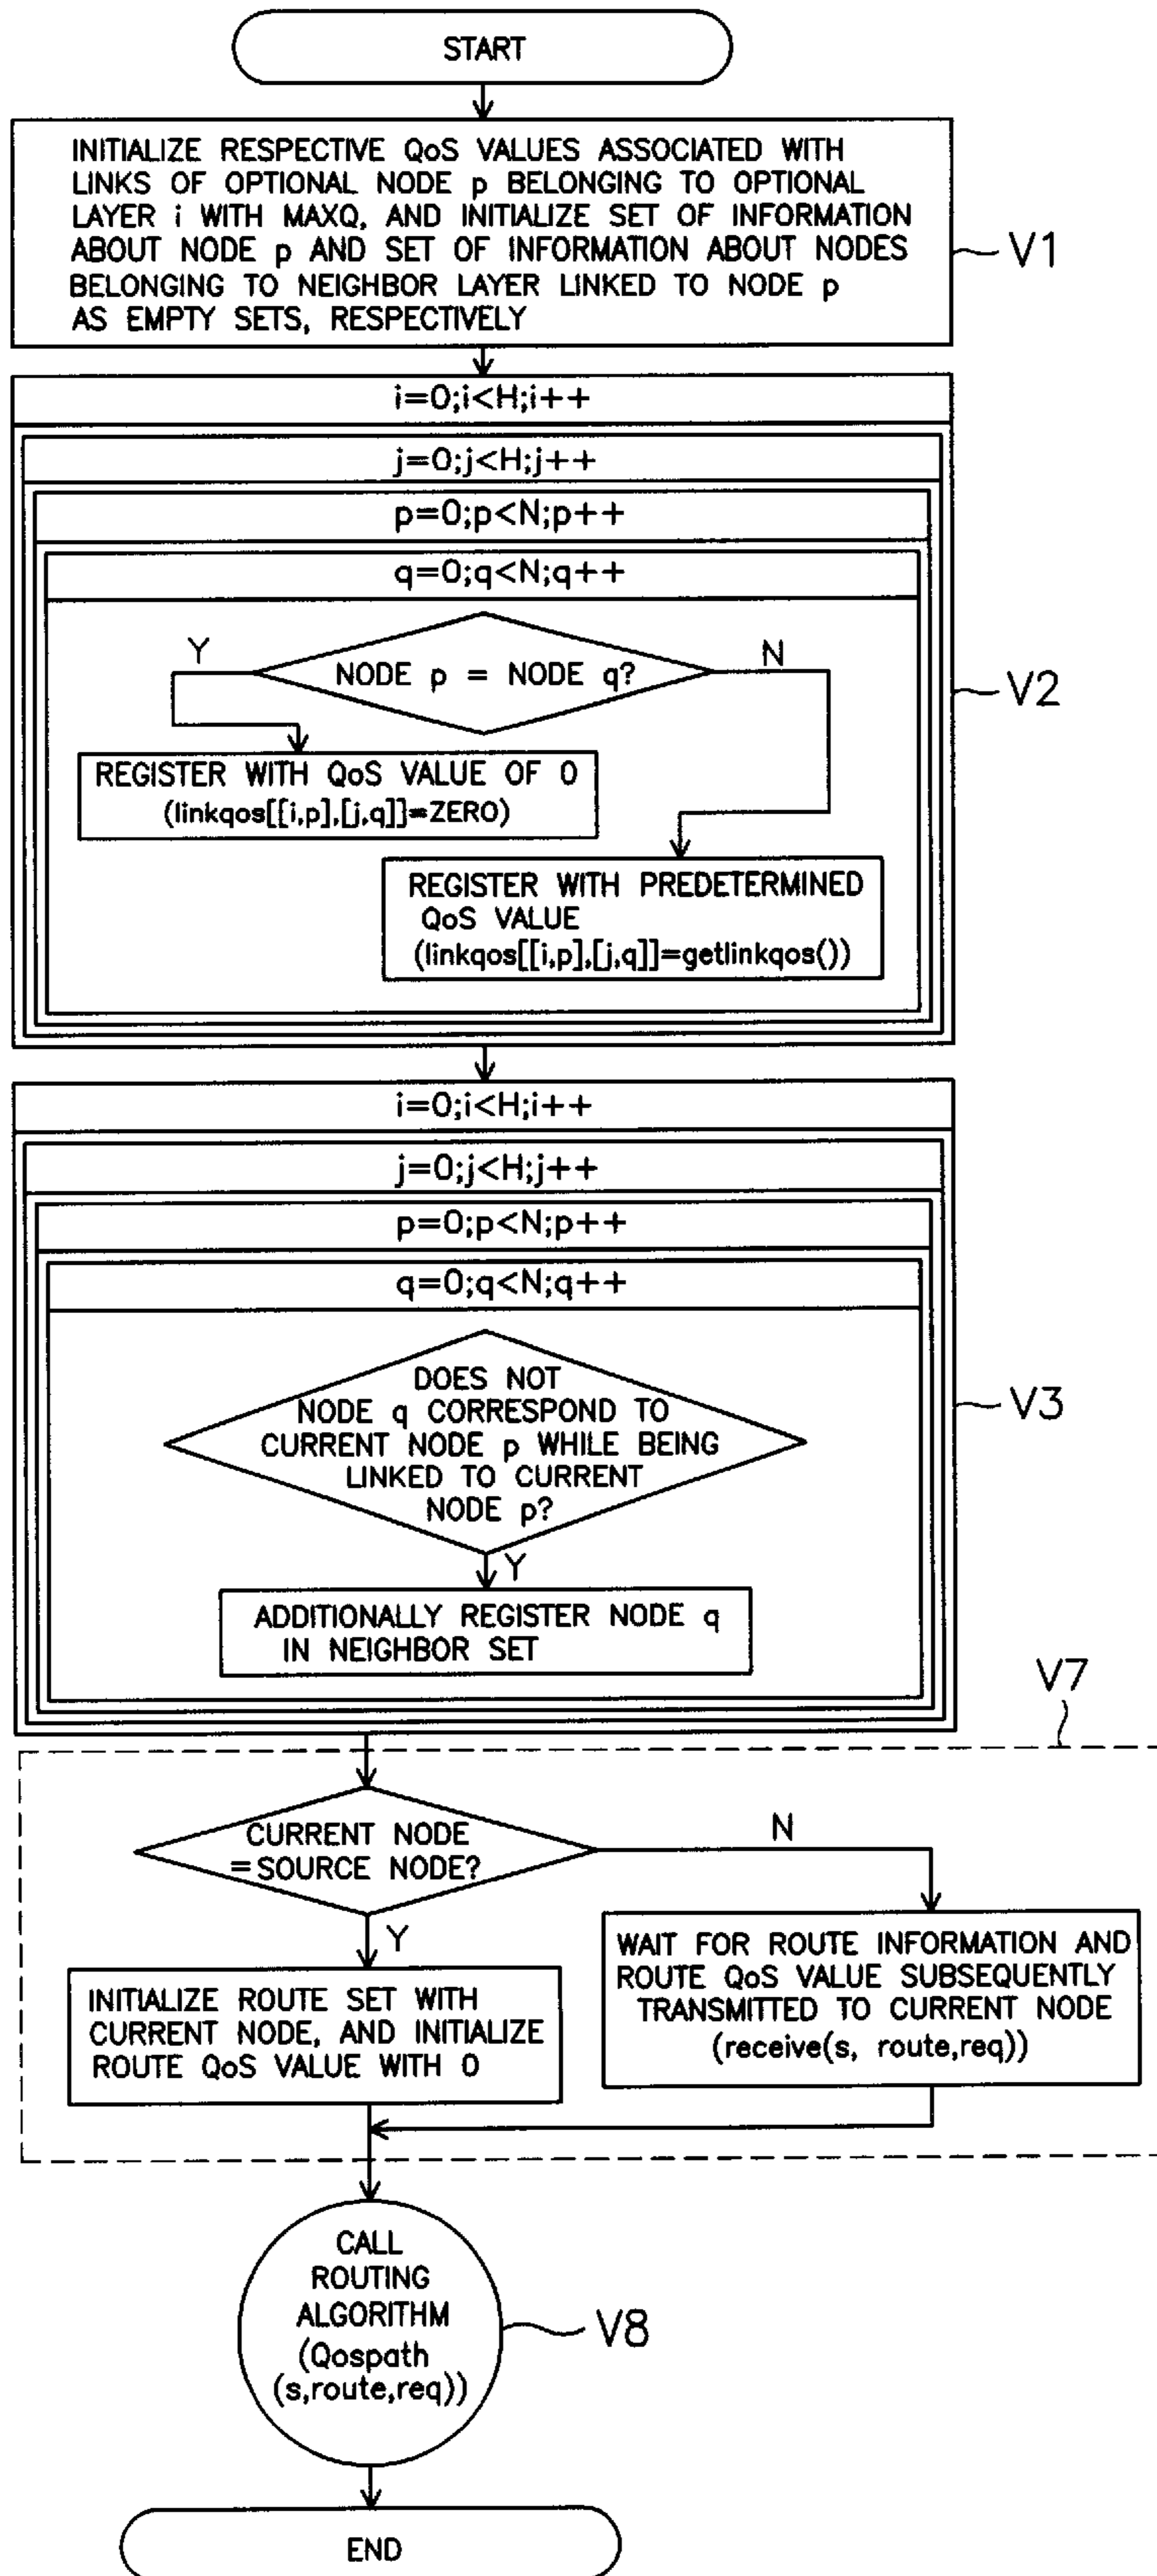 START
INITIALIZE RESPECTIVE QoS VALUES ASSOCIATED WITH
LINKS OF OPTIONAL NODE p BELONGING TO OPTIONAL
LAYER i WITH MAXQ, AND INITIALIZE SET OF INFORMATION
ABOUT NODE p AND SET OF INFORMATION ABOUT NODES
BELONGING TO NEIGHBOR LAYER LINKED TO NODE p
AS EMPTY SETS, RESPECTIVELY
V1
i=0;i<H;i++
j=0;j<H;j++
p=0;p<N;p++
q=0;q<N;q++
Y
NODE p = NODE q?
N
V2
REGISTER WITH QoS VALUE OF 0
(linkqos[[i,p],[j,q]]=ZERO)
REGISTER WITH PREDETERMINED
QoS VALUE
(linkqos[[i,p],[j,q]]=getlinkqos())
i=0;i<H;i++
j=0;j<H;j++
p=0;p<N;p++
q=0;q<N;q++
DOES NOT
NODE q CORRESPOND TO
CURRENT NODE p WHILE BEING
LINKED TO CURRENT
NODE p?
V3
Y
ADDITIONALLY REGISTER NODE q
IN NEIGHBOR SET
V7
CURRENT NODE
=SOURCE NODE?
N
Y
INITIALIZE ROUTE SET WITH
CURRENT NODE, AND INITIALIZE
ROUTE QoS VALUE WITH 0
WAIT FOR ROUTE INFORMATION AND
ROUTE QoS VALUE SUBSEQUENTLY
TRANSMITTED TO CURRENT NODE
(receive(s, route,req))
CALL
ROUTING
ALGORITHM
(Qospath
(s,route,req))
V8
END